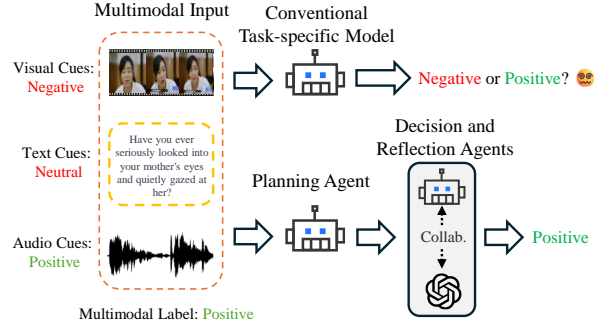 Multimodal Input
Conventional
Task-specific Model
Visual Cues:
Negative
Negative or Positive?
Text Cues:
Neutral
Have you ever
seriously looked into
your mother's eyes
and quietly gazed at
her?
Decision and
Reflection Agents
Planning Agent
Collab.
Audio Cues:
Positive
Positive
Multimodal Label: Positive